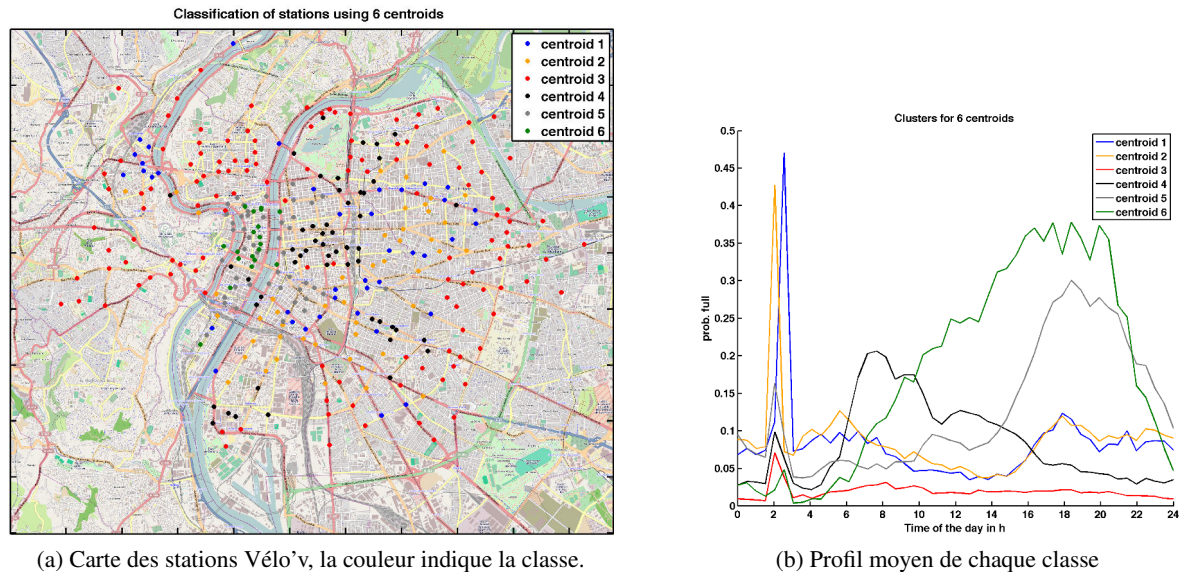 Classification of stations using 6 centroids
centroid 1
centroid 2
centroid 3
centroid 4
centroid 5
centroid 6
(a) Carte des stations Vélo'v, la couleur indique la classe.
Clusters for 6 centroids
centroid 1
centroid 2
centroid 3
centroid 4
centroid 5
centroid 6
prob. full
0.5
0.45
0.4
0.35
0.3
0.25
0.2
0.15
0.1
0.05
0
0 2 4 6 8 10 12 14 16 18 20 22 24
Time of the day in h
(b) Profil moyen de chaque classe